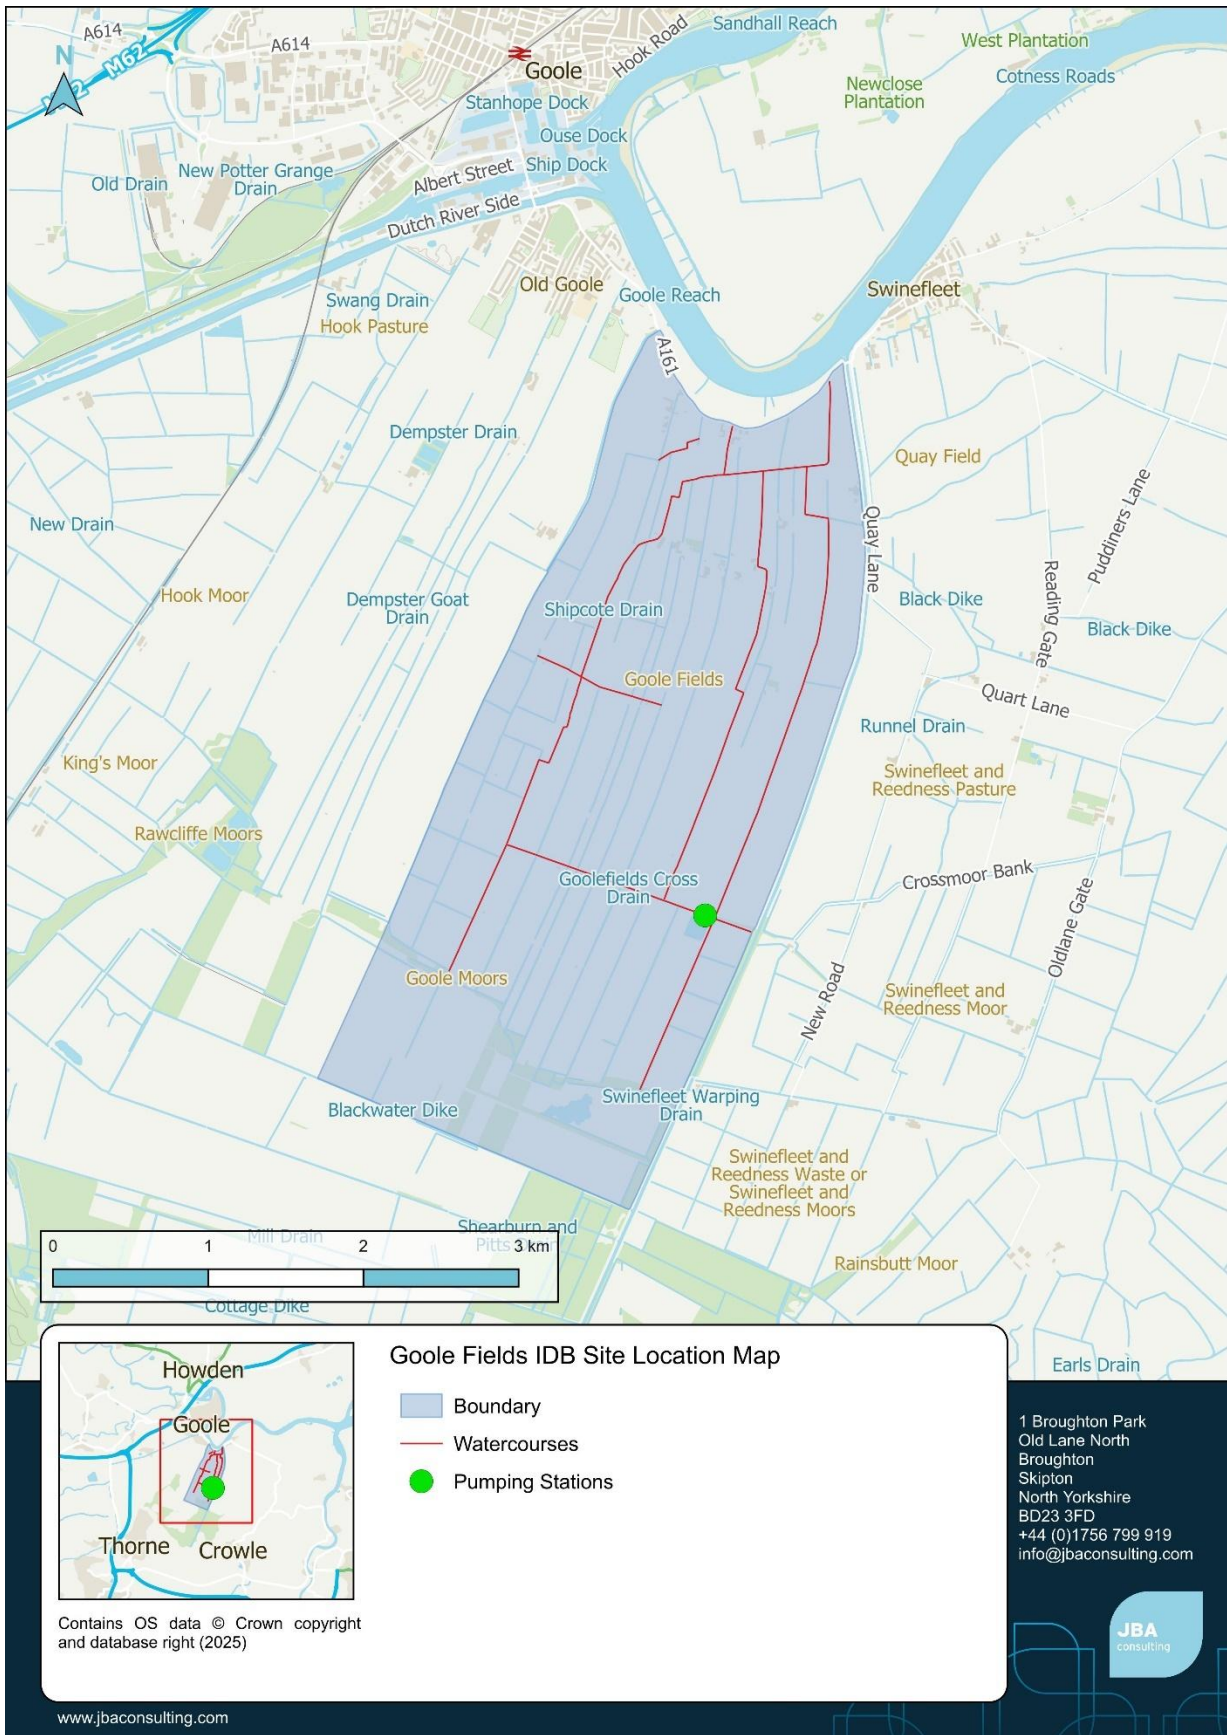 A614
M62
N
A614
Goole
Hook Road
Sandhall Reach
West Plantation
Cotness Roads
Newclose
Plantation
Stanhope Dock
Ouse Dock
Ship Dock
Albert Street
Dutch River Side
Old Drain
New Potter Grange
Drain
Swang Drain
Hook Pasture
Old Goole
Goole Reach
Swinefleet
A161
Dempster Drain
Quay Field
Quay Lane
Puddiners Lane
New Drain
Reading Gate
Hook Moor
Dempster Goat
Drain
Shipcote Drain
Black Dike
Black Dike
Goole Fields
Quart Lane
Runnel Drain
King's Moor
Swinefleet and
Reedness Pasture
Rawcliffe Moors
Goolefields Cross
Drain
Crossmoor Bank
Oldlane Gate
Goole Moors
New Road
Swinefleet and
Reedness Moor
Blackwater Dike
Swinefleet Warping
Drain
Swinefleet and
Reedness Waste or
Swinefleet and
Reedness Moors
Mill Drain
Shearburn and
Rainsbutt Moor
0 1 2 3 km
Cottage Dike
Earls Drain
Howden
Goole
Thorne
Crowle
Contains OS data © Crown copyright
and database right (2025)
Goole Fields IDB Site Location Map
Boundary
Watercourses
Pumping Stations
1 Broughton Park
Old Lane North
Broughton
Skipton
North Yorkshire
BD23 3FD
+44 (0)1756 799 919
info@jbaconsulting.com
JBA
consulting
www.jbaconsulting.com